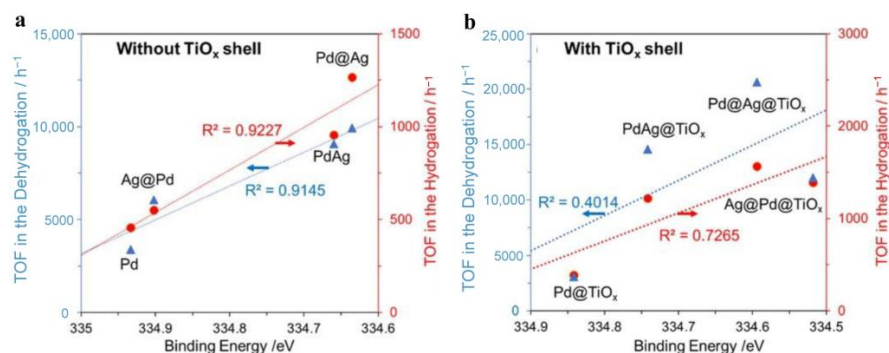 a
Without TiOₓ shell
TOF in the Dehydrogation / h⁻¹
15,000
10,000
5000
0
Pd@Ag
R² = 0.9227
PdAg
R² = 0.9145
Ag@Pd
Pd
1500
1000
500
0
TOF in the Hydrogation / h⁻¹
335 334.9 334.8 334.7 334.6
Binding Energy /eV
b
With TiOₓ shell
TOF in the Dehydrogation / h⁻¹
25,000
20,000
15,000
10,000
5000
0
Pd@Ag@TiOₓ
PdAg@TiOₓ
R² = 0.4014
Ag@Pd@TiOₓ
R² = 0.7265
Pd@TiOₓ
3000
2000
1000
0
TOF in the Hydrogation / h⁻¹
334.9 334.8 334.7 334.6 334.5
Binding Energy /eV